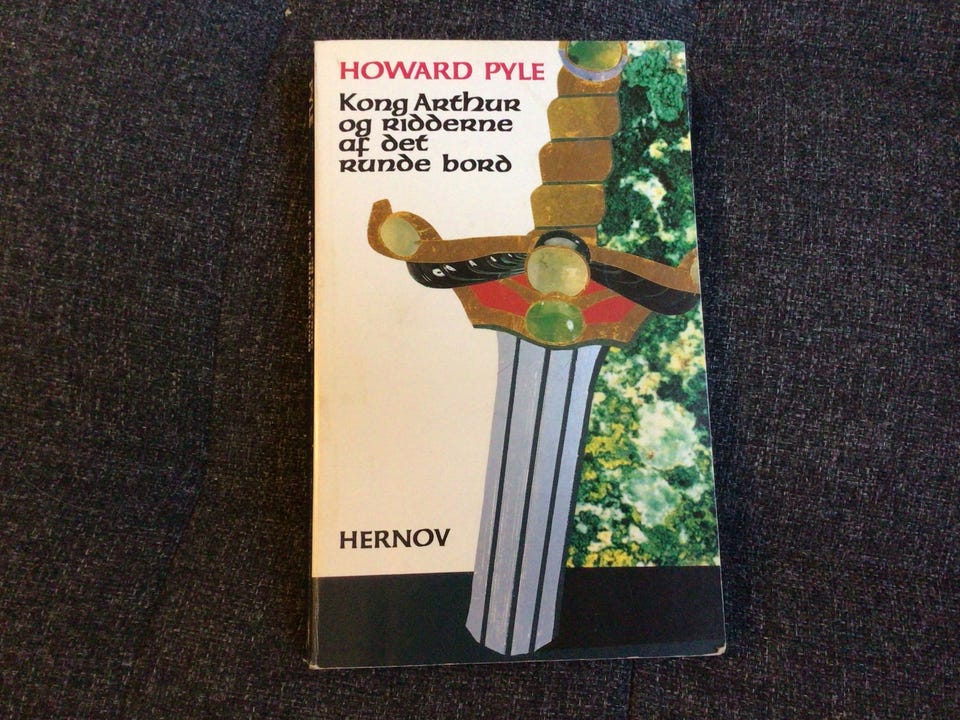 HOWARD PYLE
Kong Arthur
og ridderne
af det
runde bord
HERNOV